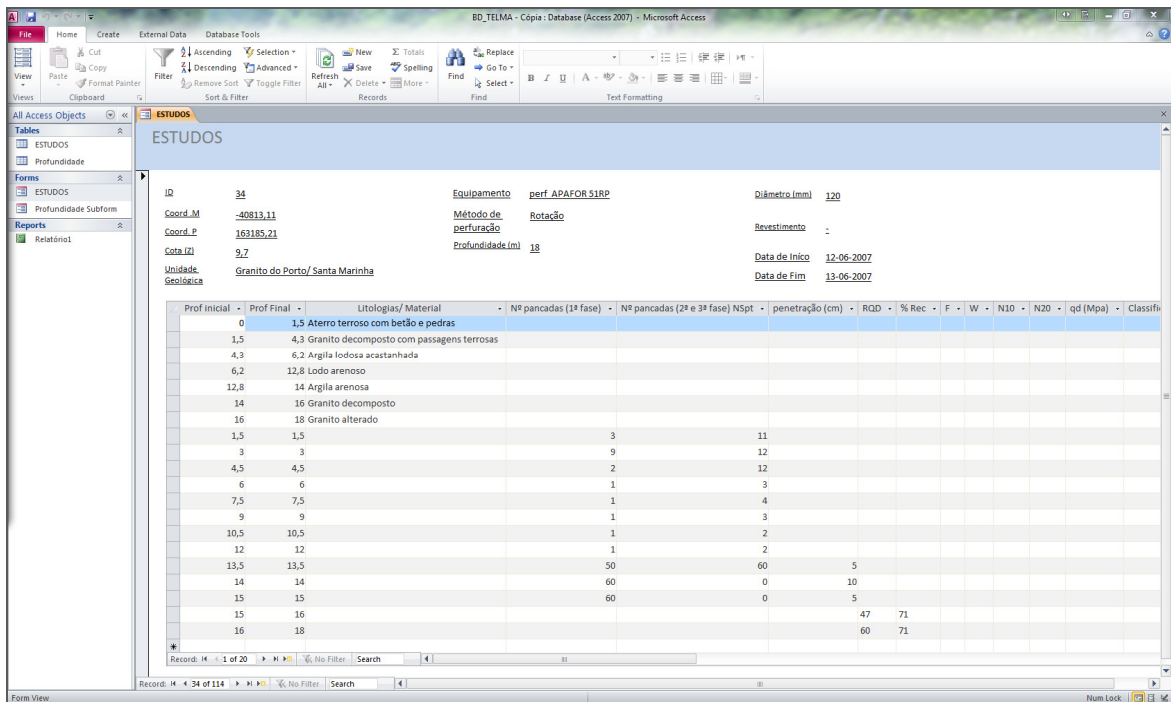 BD_TELMA - Cópia : Database (Access 2007) - Microsoft Access
File Home Create External Data Database Tools
View Paste Cut Copy Format Painter
Filter Ascending Descending Remove Sort Selection Advanced Toggle Filter
Refresh All New Save Delete Totals Spelling More
Find Replace Go To Select
B I U A
Views Clipboard Sort & Filter Records Find Text Formatting
All Access Objects
Tables
ESTUDOS
Profundidade
Forms
ESTUDOS
Profundidade Subform
Reports
Relatório1
ESTUDOS
ESTUDOS
ID 34 Equipamento perf APAFOR 51RP Diâmetro (mm) 120
Coord .M -40813,11 Método de perfuração Rotação Revestimento -
Coord. P 163185,21
Cota (Z) 9,7 Profundidade (m) 18 Data de Iníco 12-06-2007
Unidade Geológica Granito do Porto/ Santa Marinha Data de Fim 13-06-2007
Prof inicial Prof Final Litologias/ Material Nº pancadas (1ª fase) Nº pancadas (2ª e 3ª fase) NSpt penetração (cm) RQD % Rec F W N10 N20 qd (Mpa) Classifi
0 1,5 Aterro terroso com betão e pedras
1,5 4,3 Granito decomposto com passagens terrosas
4,3 6,2 Argila lodosa acastanhada
6,2 12,8 Lodo arenoso
12,8 14 Argila arenosa
14 16 Granito decomposto
16 18 Granito alterado
1,5 1,5 3 11
3 3 9 12
4,5 4,5 2 12
6 6 1 3
7,5 7,5 1 4
9 9 1 3
10,5 10,5 1 2
12 12 1 2
13,5 13,5 50 60 5
14 14 60 0 10
15 15 60 0 5
15 16 47 71
16 18 60 71
Record: 1 of 20 No Filter Search
Record: 34 of 114 No Filter Search
Form View Num Lock